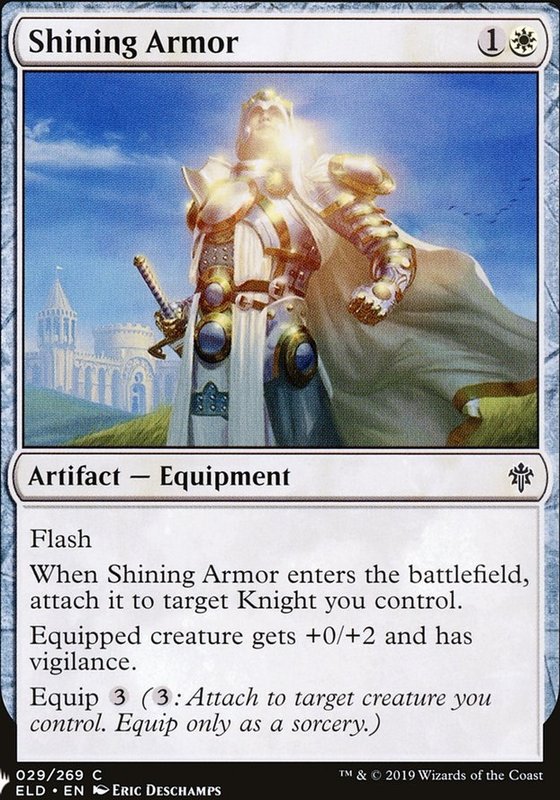 Shining Armor 1
Artifact — Equipment
Flash
When Shining Armor enters the battlefield,
attach it to target Knight you control.
Equipped creature gets +0/+2 and has
vigilance.
Equip 3 (3: Attach to target creature you
control. Equip only as a sorcery.)
029/269 C
™ & © 2019 Wizards of the Coast
ELD • EN Eric Deschamps